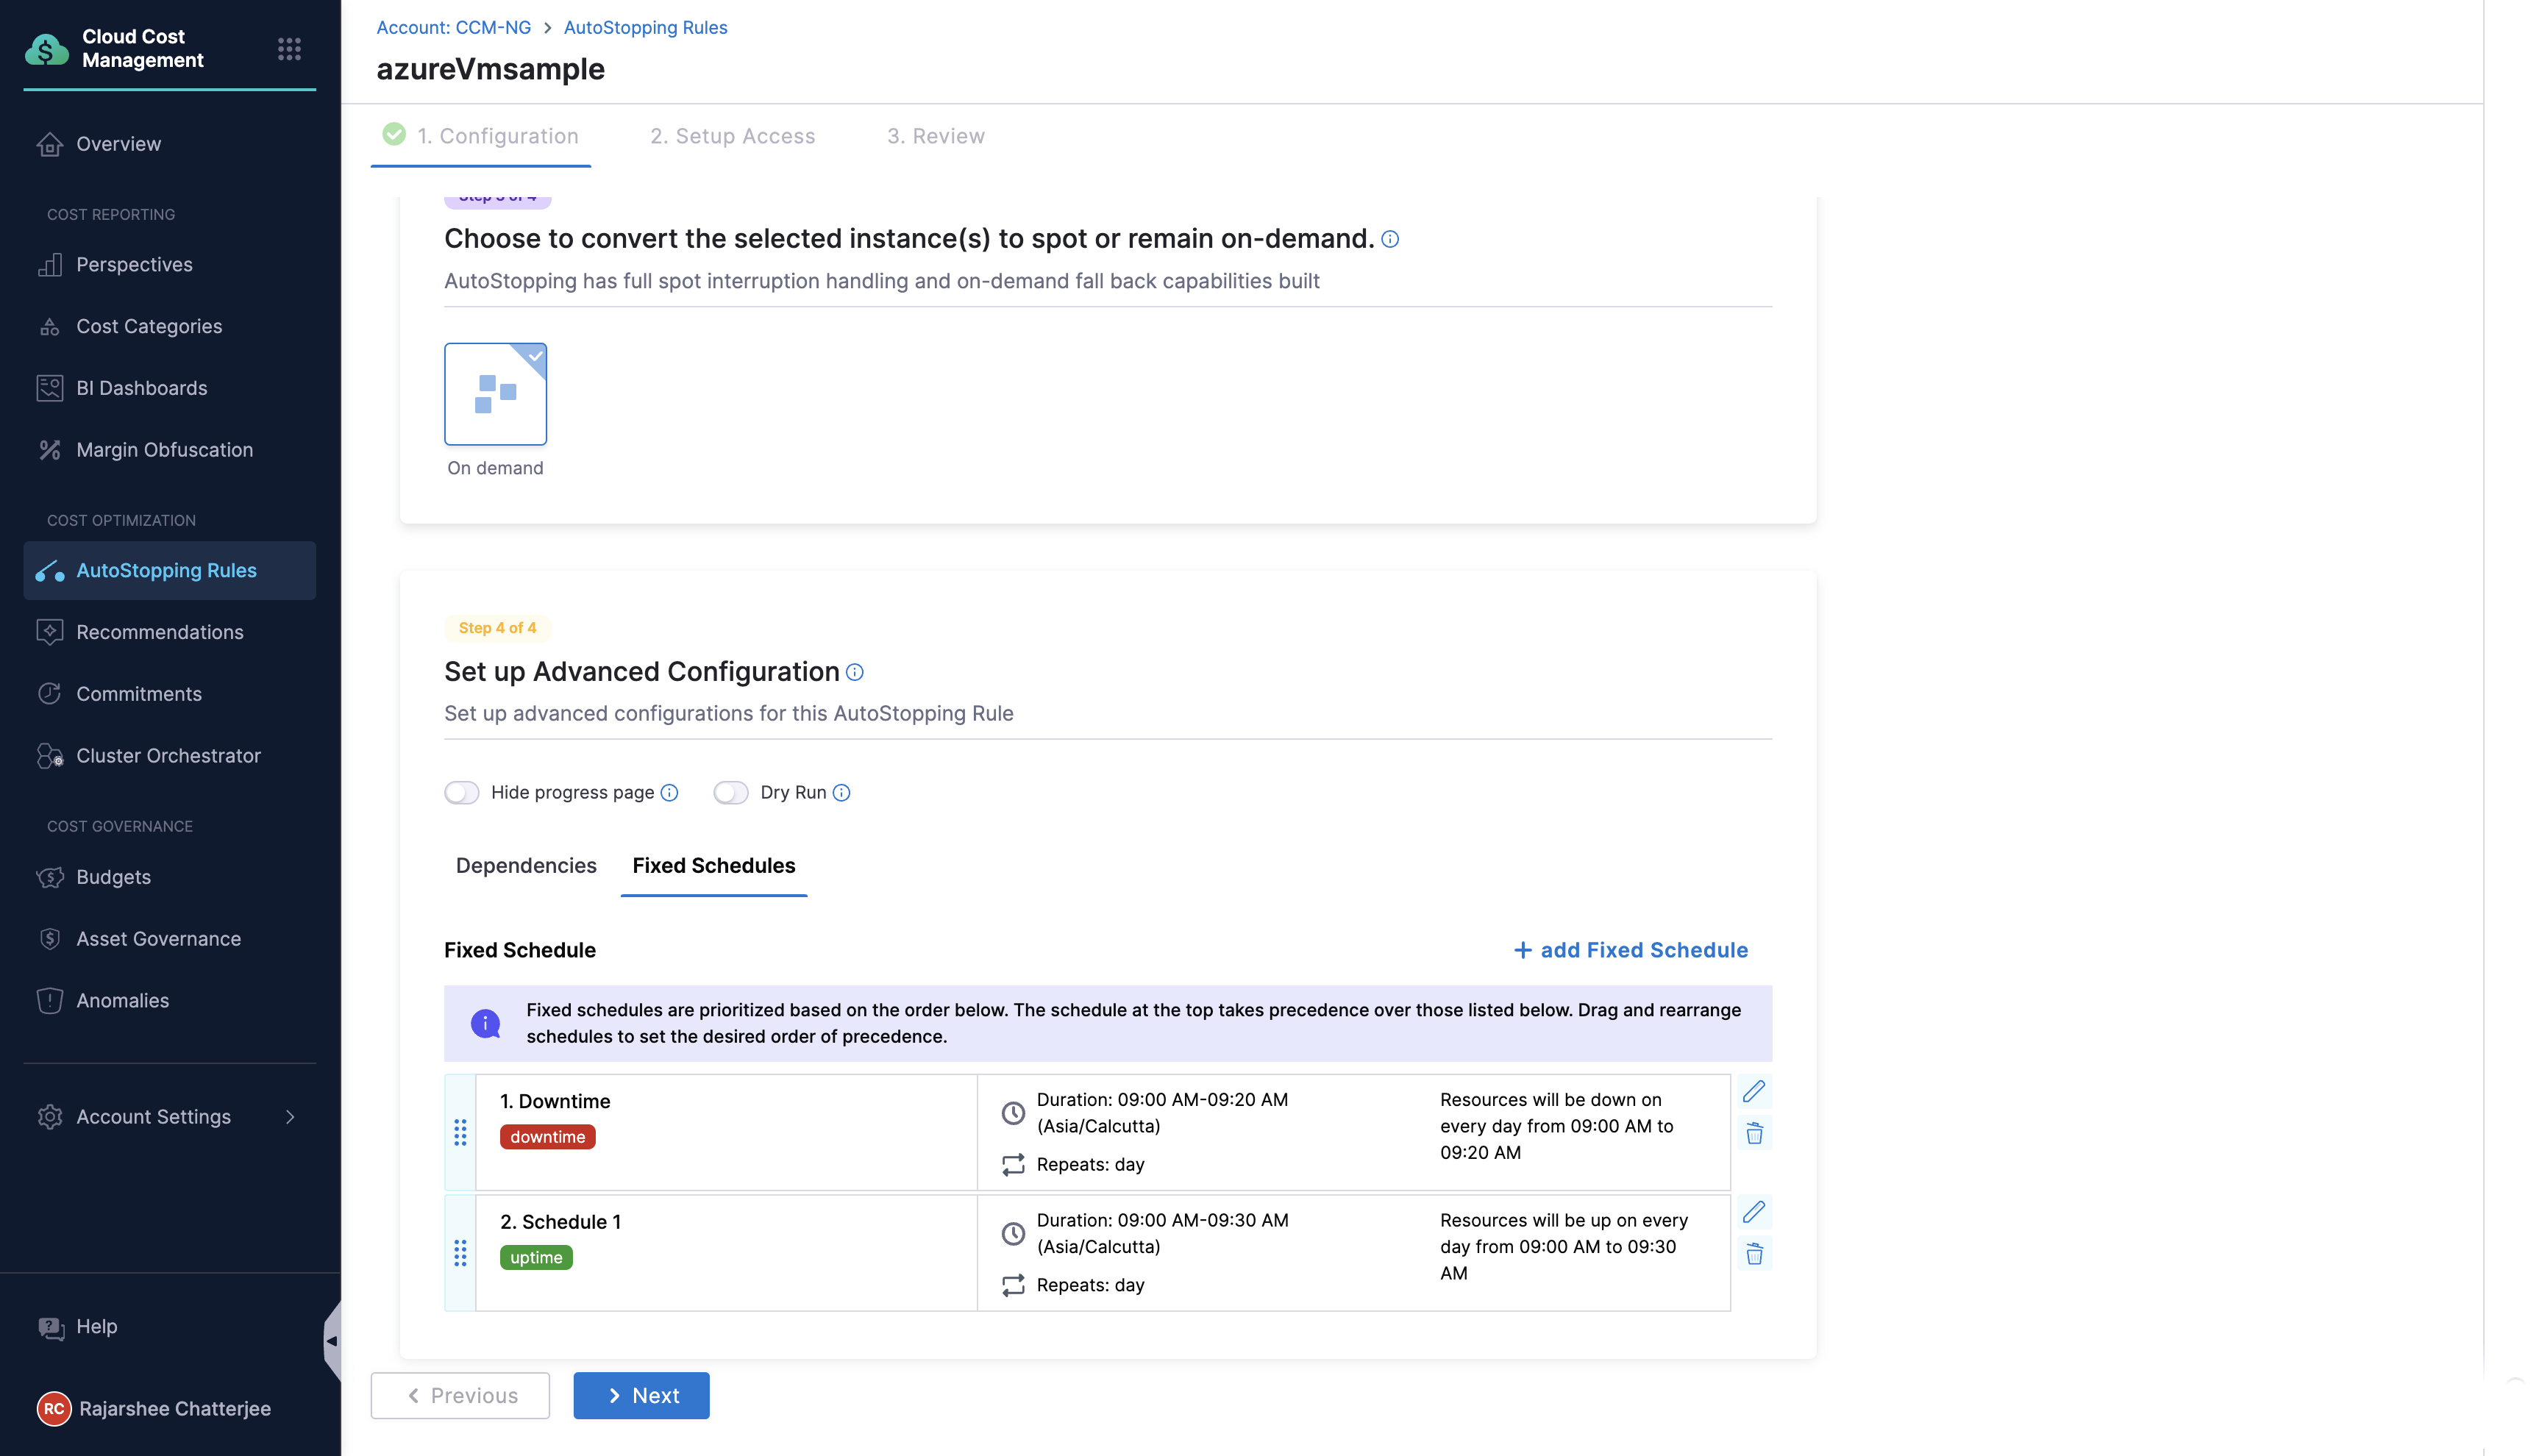 Cloud Cost
Management
Overview
COST REPORTING
Perspectives
Cost Categories
BI Dashboards
Margin Obfuscation
COST OPTIMIZATION
AutoStopping Rules
Recommendations
Commitments
Cluster Orchestrator
COST GOVERNANCE
Budgets
Asset Governance
Anomalies
Account Settings
Help
RC Rajarshee Chatterjee
Account: CCM-NG > AutoStopping Rules
azureVmsample
1. Configuration
2. Setup Access
3. Review
Step 3 of 4
Choose to convert the selected instance(s) to spot or remain on-demand.
AutoStopping has full spot interruption handling and on-demand fall back capabilities built
On demand
Step 4 of 4
Set up Advanced Configuration
Set up advanced configurations for this AutoStopping Rule
Hide progress page
Dry Run
Dependencies
Fixed Schedules
Fixed Schedule
+ add Fixed Schedule
Fixed schedules are prioritized based on the order below. The schedule at the top takes precedence over those listed below. Drag and rearrange
schedules to set the desired order of precedence.
1. Downtime
downtime
Duration: 09:00 AM-09:20 AM
(Asia/Calcutta)
Repeats: day
Resources will be down on
every day from 09:00 AM to
09:20 AM
2. Schedule 1
uptime
Duration: 09:00 AM-09:30 AM
(Asia/Calcutta)
Repeats: day
Resources will be up on every
day from 09:00 AM to 09:30
AM
Previous
Next